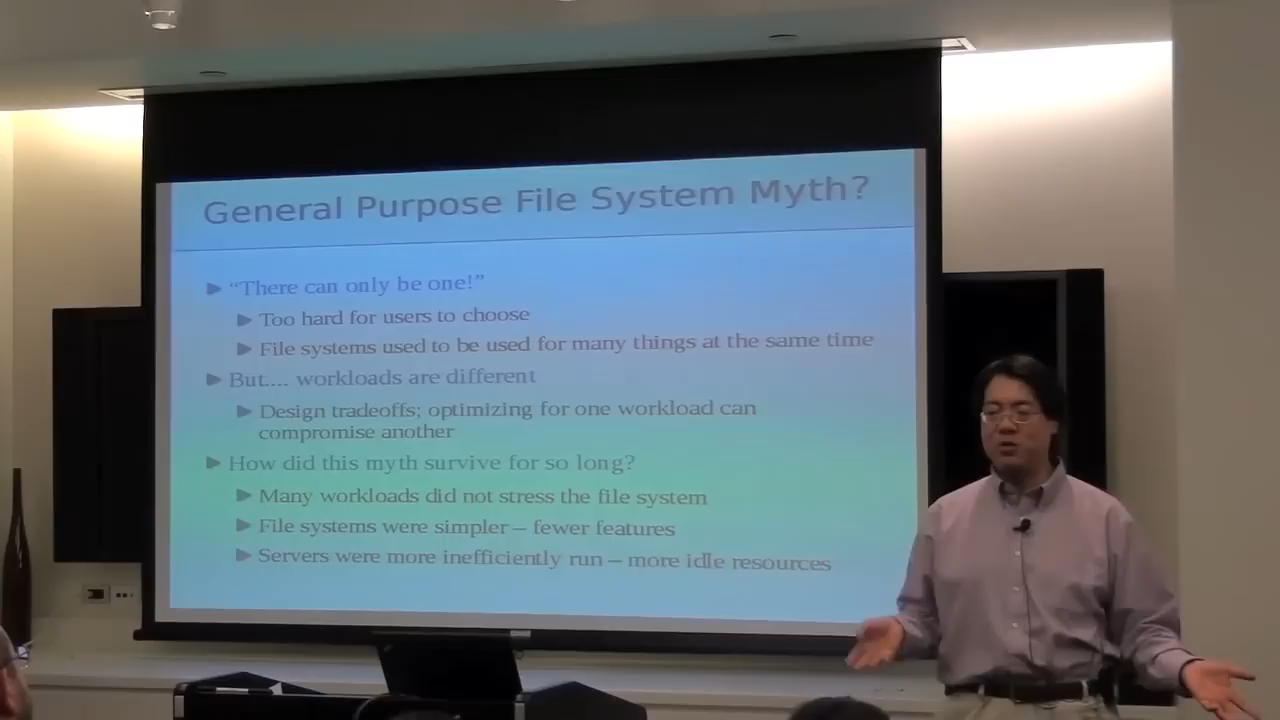 General Purpose File System Myth?
“There can only be one!”
Too hard for users to choose
File systems used to be used for many things at the same time
But.... workloads are different
Design tradeoffs; optimizing for one workload can
compromise another
How did this myth survive for so long?
Many workloads did not stress the file system
File systems were simpler – fewer features
Servers were more inefficiently run – more idle resources